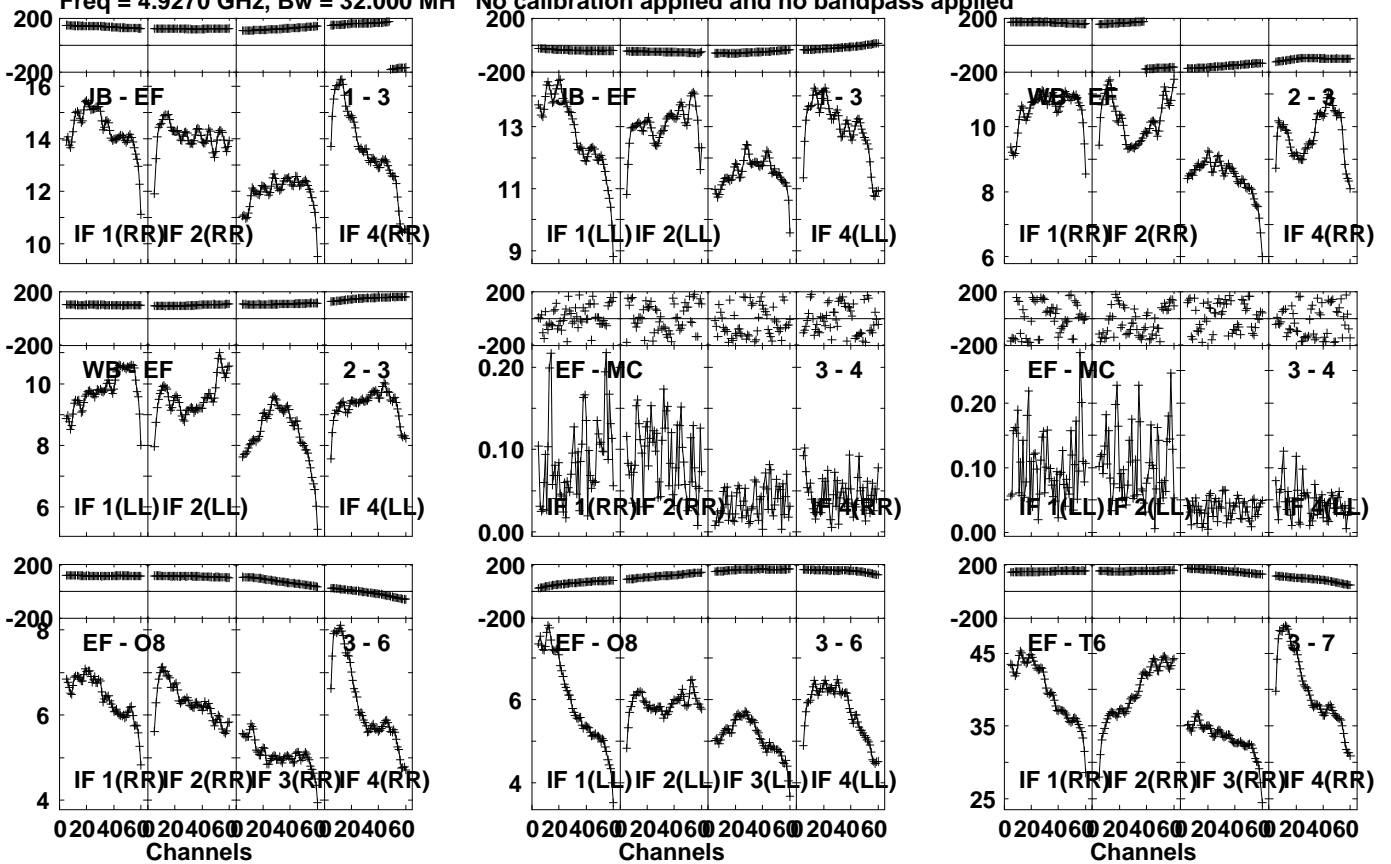 Freq = 4.9270 GHz, Bw = 32.000 MH No calibration applied and no bandpass applied
200
-200
16
14
12
10
JB - EF 1 - 3
IF 1(RR) IF 2(RR) IF 4(RR)
200
-200
13
11
9
JB - EF 1 - 3
IF 1(LL) IF 2(LL) IF 4(LL)
200
-200
10
8
6
WB - EF 2 - 3
IF 1(RR) IF 2(RR) IF 4(RR)
200
-200
10
8
6
WB - EF 2 - 3
IF 1(LL) IF 2(LL) IF 4(LL)
200
-200
0.20
0.10
0.00
EF - MC 3 - 4
IF 1(RR) IF 2(RR) IF 4(RR)
200
-200
0.20
0.10
0.00
EF - MC 3 - 4
IF 1(LL) IF 2(LL) IF 4(LL)
200
-200
8
6
4
EF - O8 3 - 6
IF 1(RR) IF 2(RR) IF 3(RR) IF 4(RR)
0 20 40 60 0 20 40 60 0 20 40 60 0 20 40 60
Channels
200
-200
6
4
EF - O8 3 - 6
IF 1(LL) IF 2(LL) IF 3(LL) IF 4(LL)
0 20 40 60 0 20 40 60 0 20 40 60 0 20 40 60
Channels
200
-200
45
35
25
EF - T6 3 - 7
IF 1(RR) IF 2(RR) IF 3(RR) IF 4(RR)
0 20 40 60 0 20 40 60 0 20 40 60 0 20 40 60
Channels